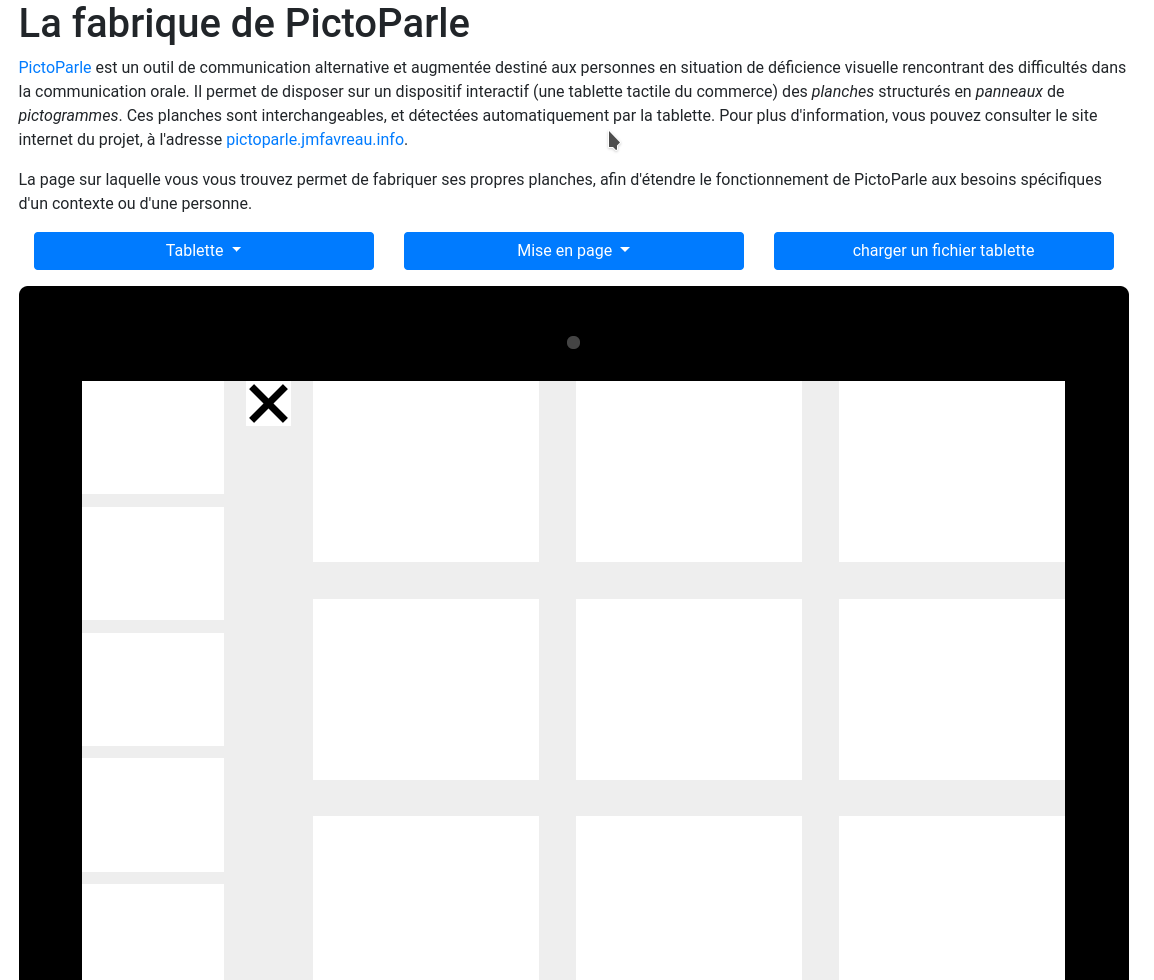 La fabrique de PictoParle
PictoParle est un outil de communication alternative et augmentée destiné aux personnes en situation de déficience visuelle rencontrant des difficultés dans
la communication orale. Il permet de disposer sur un dispositif interactif (une tablette tactile du commerce) des planches structurés en panneaux de
pictogrammes. Ces planches sont interchangeables, et détectées automatiquement par la tablette. Pour plus d'information, vous pouvez consulter le site
internet du projet, à l'adresse pictoparle.jmfavreau.info.
La page sur laquelle vous vous trouvez permet de fabriquer ses propres planches, afin d'étendre le fonctionnement de PictoParle aux besoins spécifiques
d'un contexte ou d'une personne.
Tablette
Mise en page
charger un fichier tablette